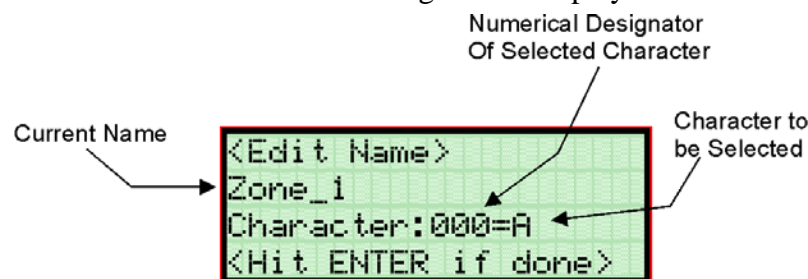 Numerical Designator
Of Selected Character
Current Name
Character to
be Selected
<Edit Name>
Zone_1
Character:000=A
<Hit ENTER if done>